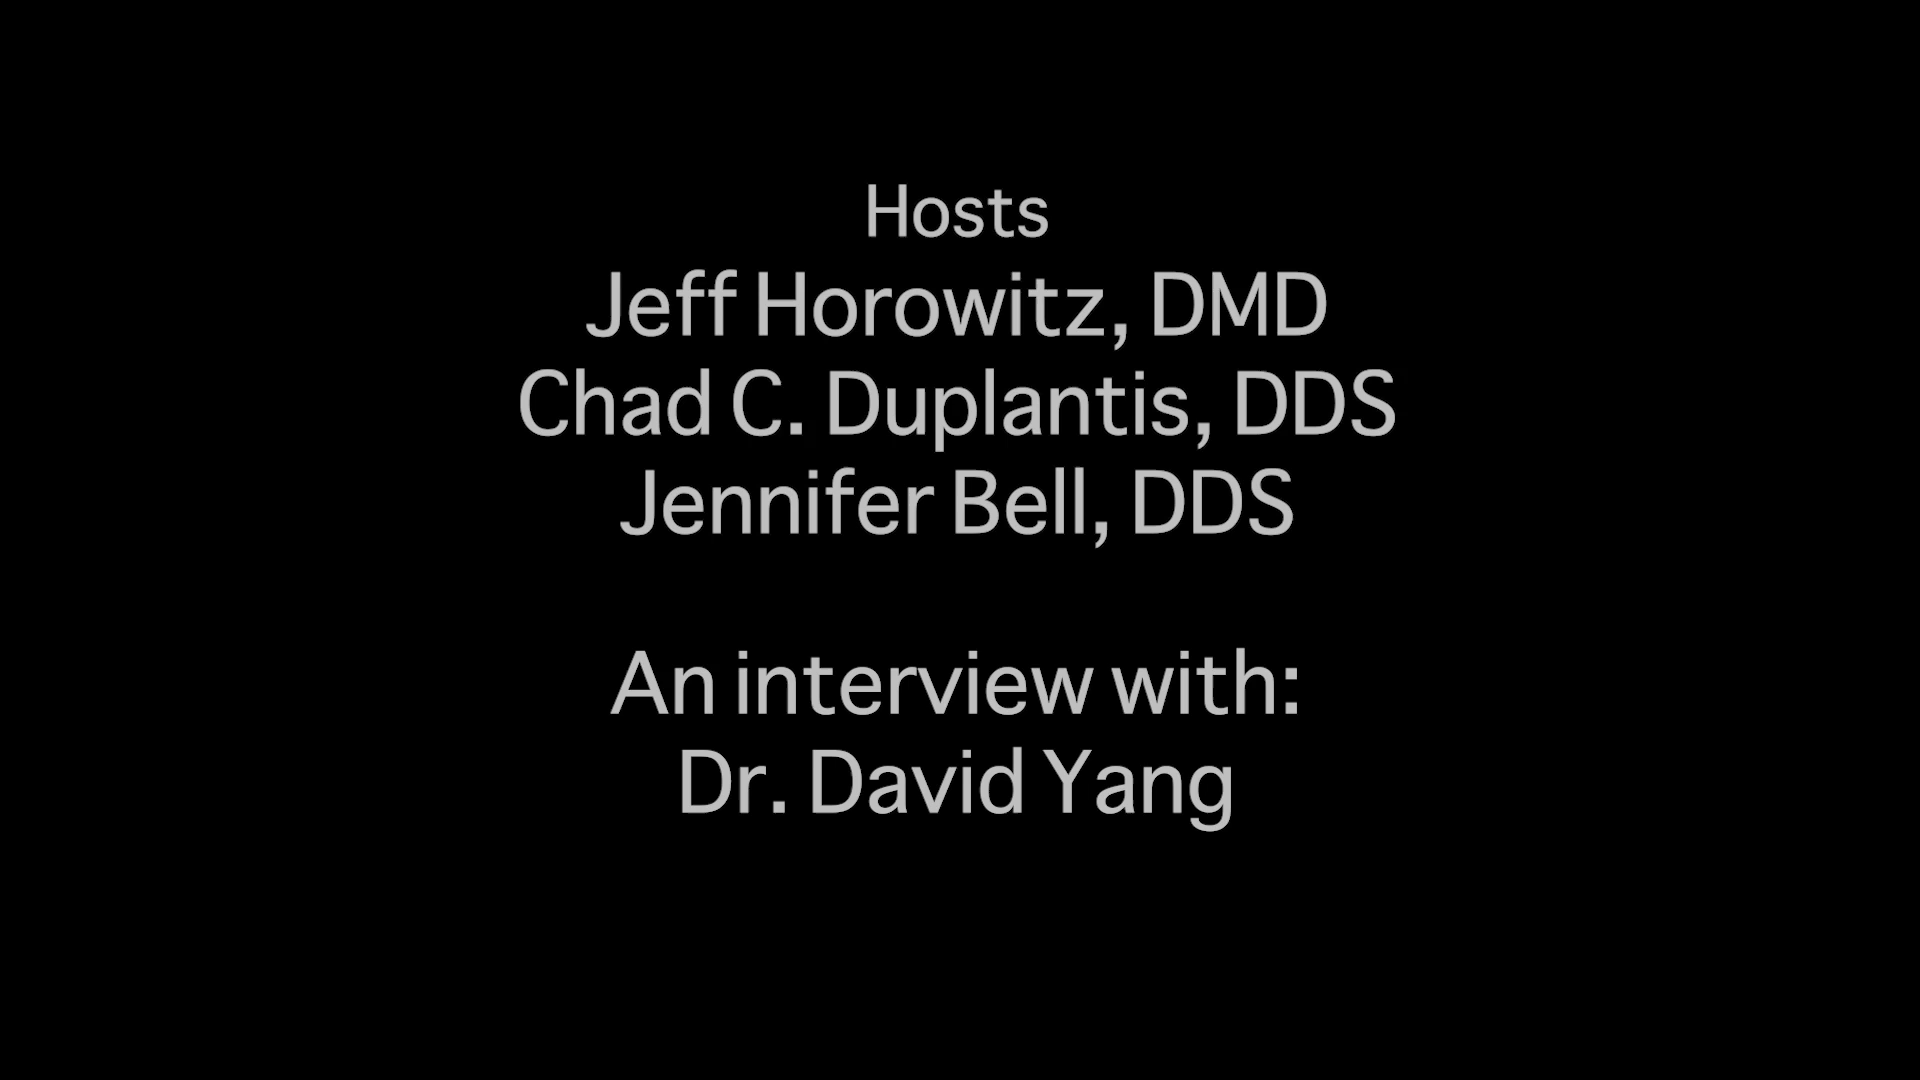 Hosts
Jeff Horowitz, DMD
Chad C. Duplantis, DDS
Jennifer Bell, DDS
An interview with:
Dr. David Yang